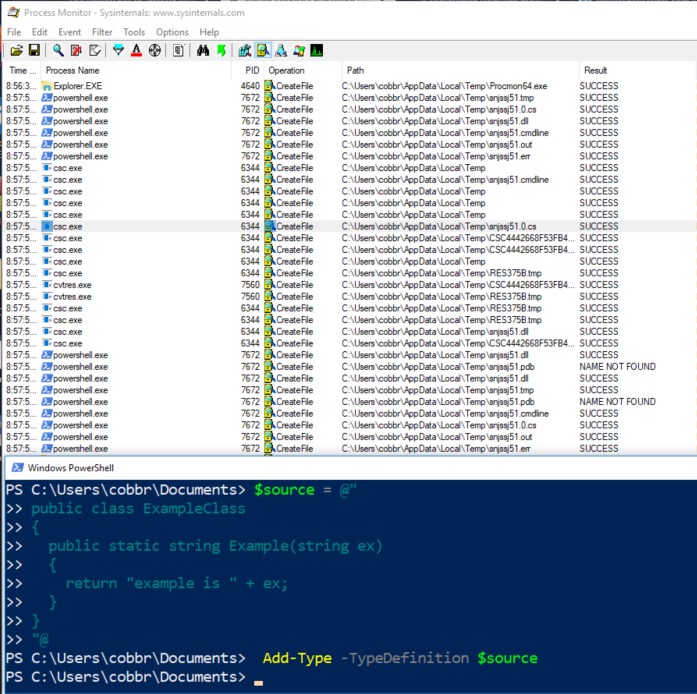 Process Monitor - Sysinternals: www.sysinternals.com
File Edit Event Filter Tools Options Help
Time ... Process Name PID Operation Path Result
8:56:3... Explorer.EXE 4640 CreateFile C:\Users\cobbr\AppData\Local\Temp\Procmon64.exe SUCCESS
8:57:5... powershell.exe 7672 CreateFile C:\Users\cobbr\AppData\Local\Temp\snjssj51.tmp SUCCESS
8:57:5... powershell.exe 7672 CreateFile C:\Users\cobbr\AppData\Local\Temp\snjssj51.0.cs SUCCESS
8:57:5... powershell.exe 7672 CreateFile C:\Users\cobbr\AppData\Local\Temp\snjssj51.dll SUCCESS
8:57:5... powershell.exe 7672 CreateFile C:\Users\cobbr\AppData\Local\Temp\snjssj51.cmdline SUCCESS
8:57:5... powershell.exe 7672 CreateFile C:\Users\cobbr\AppData\Local\Temp\snjssj51.out SUCCESS
8:57:5... powershell.exe 7672 CreateFile C:\Users\cobbr\AppData\Local\Temp\snjssj51.err SUCCESS
8:57:5... csc.exe 6344 CreateFile C:\Users\cobbr\AppData\Local\Temp SUCCESS
8:57:5... csc.exe 6344 CreateFile C:\Users\cobbr\AppData\Local\Temp\snjssj51.cmdline SUCCESS
8:57:5... csc.exe 6344 CreateFile C:\Users\cobbr\AppData\Local\Temp SUCCESS
8:57:5... csc.exe 6344 CreateFile C:\Users\cobbr\AppData\Local\Temp SUCCESS
8:57:5... csc.exe 6344 CreateFile C:\Users\cobbr\AppData\Local\Temp SUCCESS
8:57:5... csc.exe 6344 CreateFile C:\Users\cobbr\AppData\Local\Temp\snjssj51.0.cs SUCCESS
8:57:5... csc.exe 6344 CreateFile C:\Users\cobbr\AppData\Local\Temp\CSC4442668F53FB4... SUCCESS
8:57:5... csc.exe 6344 CreateFile C:\Users\cobbr\AppData\Local\Temp\CSC4442668F53FB4... SUCCESS
8:57:5... csc.exe 6344 CreateFile C:\Users\cobbr\AppData\Local\Temp SUCCESS
8:57:5... csc.exe 6344 CreateFile C:\Users\cobbr\AppData\Local\Temp\RES375B.tmp SUCCESS
8:57:5... cvtres.exe 7560 CreateFile C:\Users\cobbr\AppData\Local\Temp\CSC4442668F53FB4... SUCCESS
8:57:5... cvtres.exe 7560 CreateFile C:\Users\cobbr\AppData\Local\Temp\RES375B.tmp SUCCESS
8:57:5... csc.exe 6344 CreateFile C:\Users\cobbr\AppData\Local\Temp\RES375B.tmp SUCCESS
8:57:5... csc.exe 6344 CreateFile C:\Users\cobbr\AppData\Local\Temp\RES375B.tmp SUCCESS
8:57:5... csc.exe 6344 CreateFile C:\Users\cobbr\AppData\Local\Temp\snjssj51.dll SUCCESS
8:57:5... csc.exe 6344 CreateFile C:\Users\cobbr\AppData\Local\Temp\CSC4442668F53FB4... SUCCESS
8:57:5... powershell.exe 7672 CreateFile C:\Users\cobbr\AppData\Local\Temp\snjssj51.dll SUCCESS
8:57:5... powershell.exe 7672 CreateFile C:\Users\cobbr\AppData\Local\Temp\snjssj51.pdb NAME NOT FOUND
8:57:5... powershell.exe 7672 CreateFile C:\Users\cobbr\AppData\Local\Temp\snjssj51.dll SUCCESS
8:57:5... powershell.exe 7672 CreateFile C:\Users\cobbr\AppData\Local\Temp\snjssj51.tmp SUCCESS
8:57:5... powershell.exe 7672 CreateFile C:\Users\cobbr\AppData\Local\Temp\snjssj51.pdb NAME NOT FOUND
8:57:5... powershell.exe 7672 CreateFile C:\Users\cobbr\AppData\Local\Temp\snjssj51.cmdline SUCCESS
8:57:5... powershell.exe 7672 CreateFile C:\Users\cobbr\AppData\Local\Temp\snjssj51.0.cs SUCCESS
8:57:5... powershell.exe 7672 CreateFile C:\Users\cobbr\AppData\Local\Temp\snjssj51.out SUCCESS
8:57:5... powershell.exe 7672 CreateFile C:\Users\cobbr\AppData\Local\Temp\snjssj51.err SUCCESS
Windows PowerShell
PS C:\Users\cobbr\Documents> $source = @"
>> public class ExampleClass
>> {
>>   public static string Example(string ex)
>>   {
>>     return "example is " + ex;
>>   }
>> }
>> "@
PS C:\Users\cobbr\Documents>  Add-Type -TypeDefinition $source
PS C:\Users\cobbr\Documents>